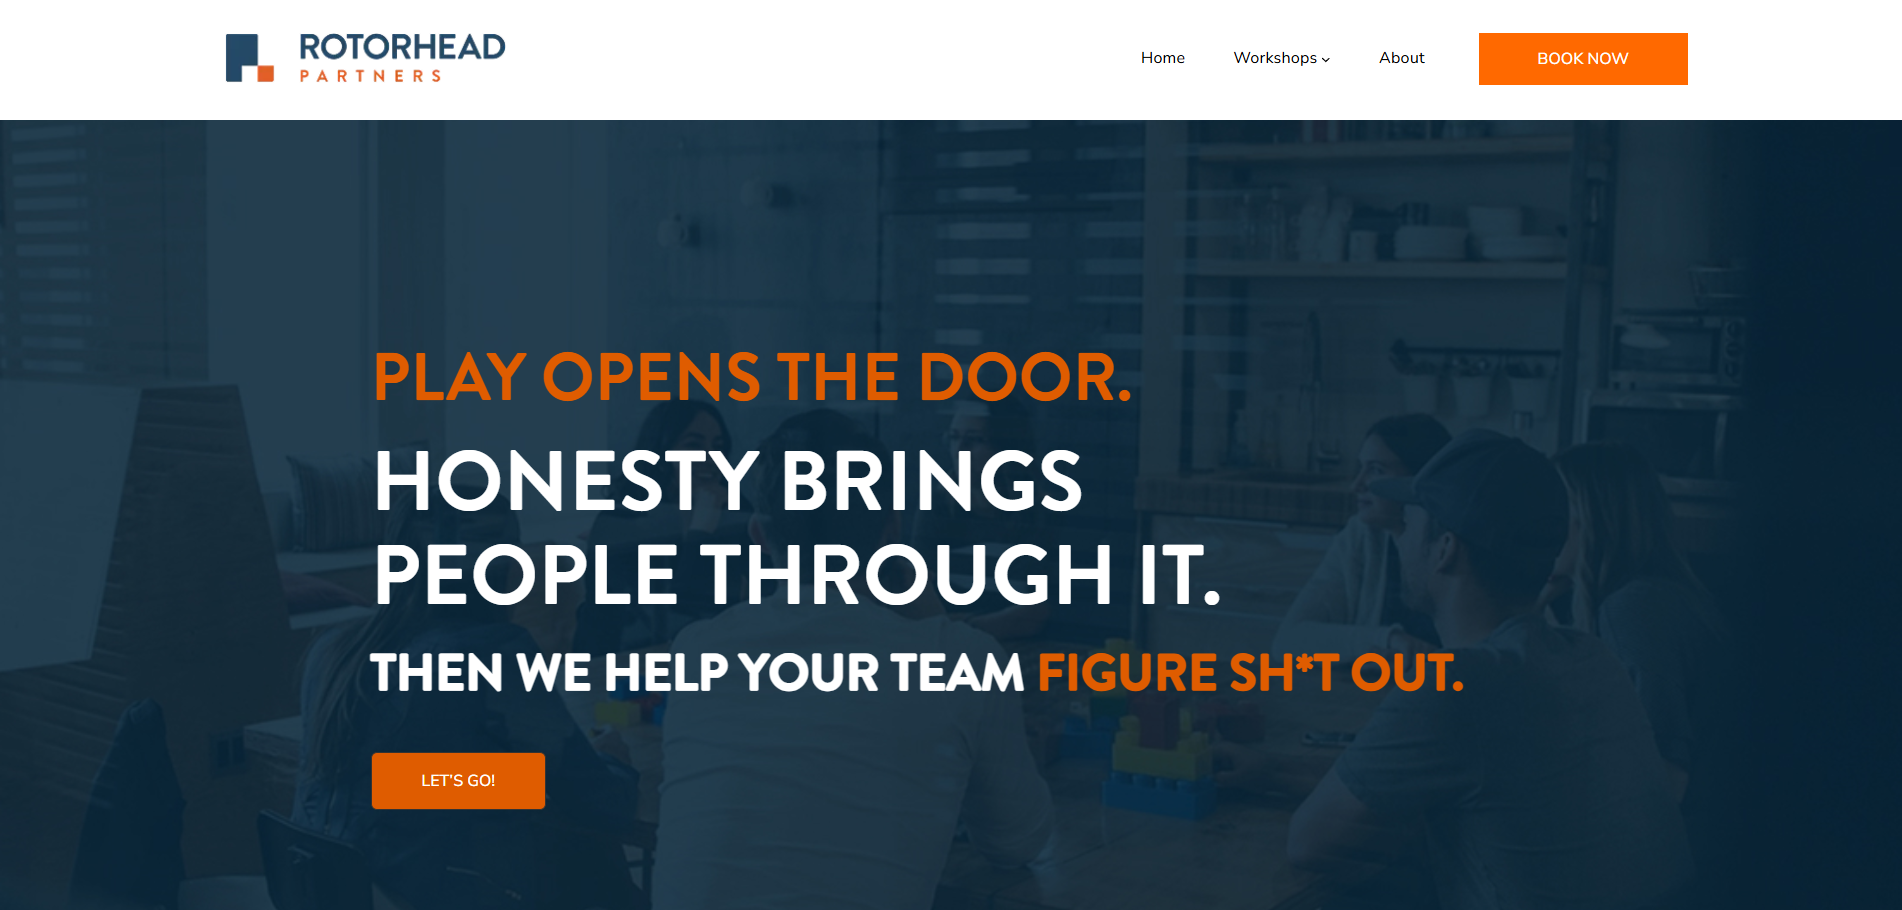 ROTORHEAD
PARTNERS
Home
Workshops
About
BOOK NOW
PLAY OPENS THE DOOR.
HONESTY BRINGS
PEOPLE THROUGH IT.
THEN WE HELP YOUR TEAM FIGURE SH*T OUT.
LET'S GO!